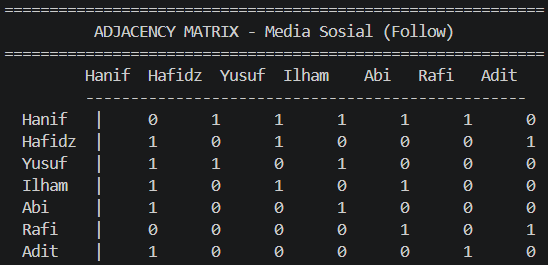 ============================================================
ADJACENCY MATRIX - Media Sosial (Follow)
============================================================
Hanif Hafidz Yusuf Ilham Abi Rafi Adit
-------------------------------------------------
Hanif | 0 1 1 1 1 1 0
Hafidz | 1 0 1 0 0 0 1
Yusuf | 1 1 0 1 0 0 0
Ilham | 1 0 1 0 1 0 0
Abi | 1 0 0 1 0 0 0
Rafi | 0 0 0 0 1 0 1
Adit | 1 0 0 0 0 1 0